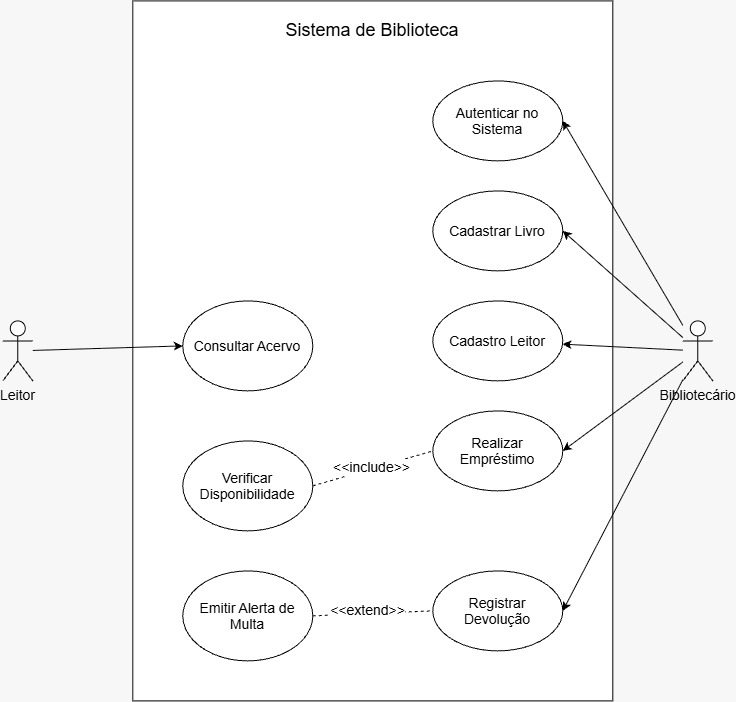 Sistema de Biblioteca
Autenticar no
Sistema
Cadastrar Livro
Consultar Acervo
Cadastro Leitor
Leitor
Bibliotecário
Realizar
Empréstimo
<<include>>
Verificar
Disponibilidade
Emitir Alerta de
Multa
<<extend>>
Registrar
Devolução